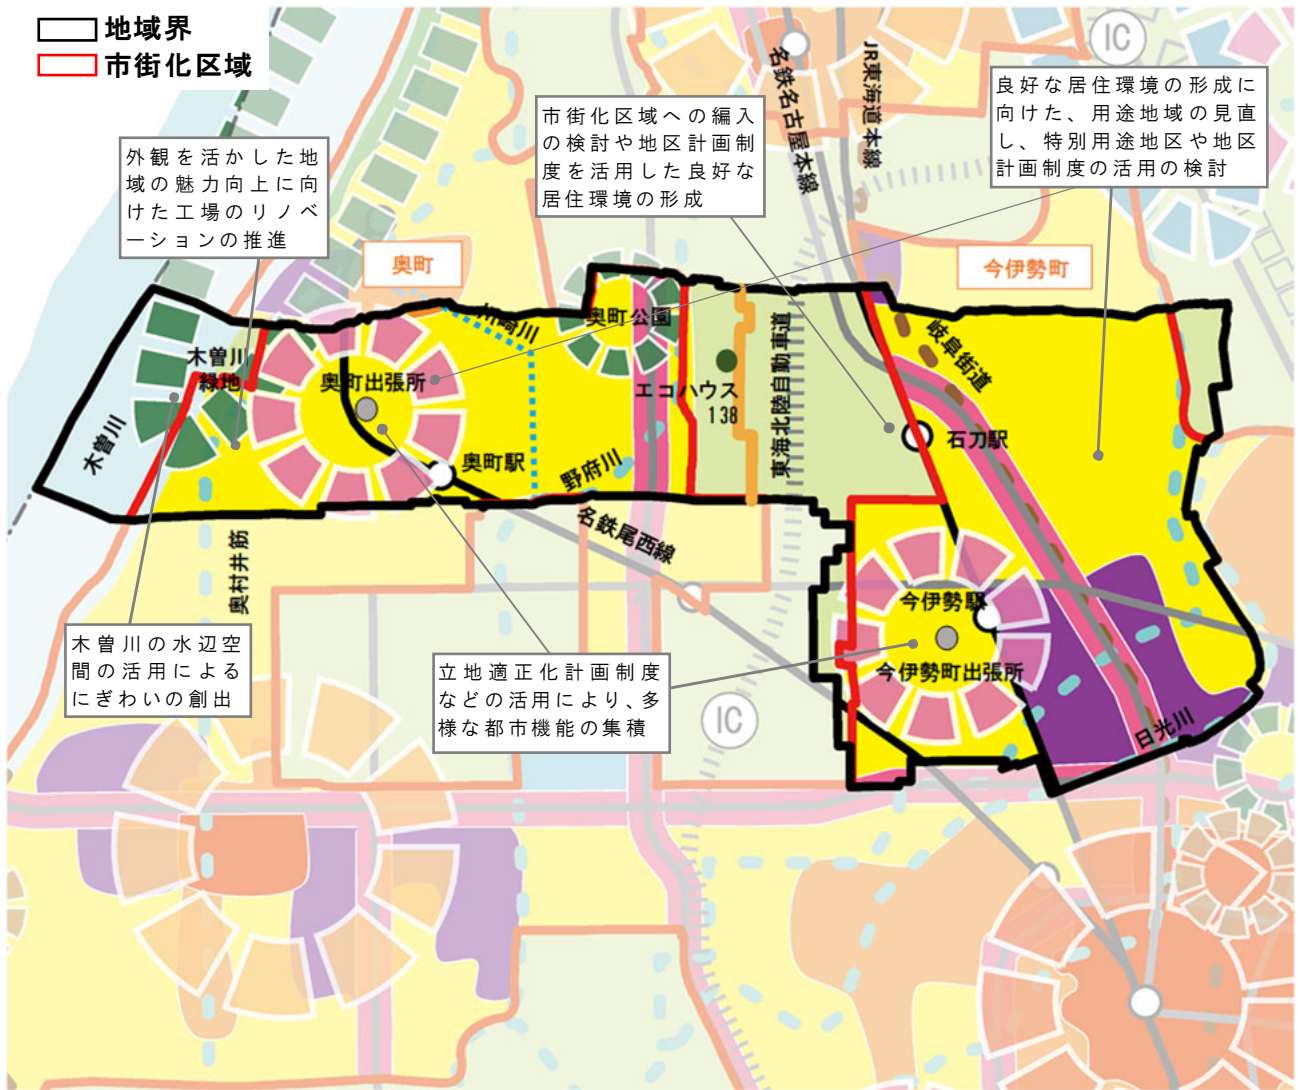 地域界
市街化区域
IC
名鉄名古屋本線
JR東海道本線
良好な居住環境の形成に
向けた、用途地域の見直
し、特別用途地区や地区
計画制度の活用の検討
市街化区域への編入
の検討や地区計画制
度を活用した良好な
居住環境の形成
外観を活かした地
域の魅力向上に向
けた工場のリノベ
ーションの推進
奥町
今伊勢町
川崎川
奥町公園
岐阜街道
東海北陸自動車道
木曽川
緑地
奥町出張所
エコハウス
138
木曽川
石刀駅
奥町駅
野府川
名鉄尾西線
奥村井筋
今伊勢駅
今伊勢町出張所
木曽川の水辺空
間の活用による
にぎわいの創出
立地適正化計画制度
などの活用により、多
様な都市機能の集積
IC
日光川